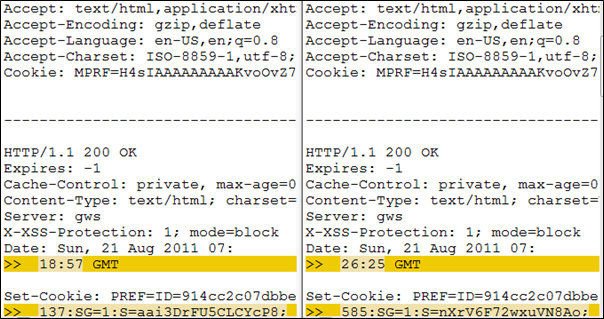 Accept: text/html,application/xht
Accept-Encoding: gzip,deflate
Accept-Language: en-US,en;q=0.8
Accept-Charset: ISO-8859-1,utf-8;
Cookie: MPRF=H4sIAAAAAAAAAKvoOvZ7
---------------------------------
HTTP/1.1 200 OK
Expires: -1
Cache-Control: private, max-age=0
Content-Type: text/html; charset=
Server: gws
X-XSS-Protection: 1; mode=block
Date: Sun, 21 Aug 2011 07:
>> 18:57 GMT
Set-Cookie: PREF=ID=914cc2c07dbbe
>> 137:SG=1:S=aai3DrFU5CLCYcP8;
Accept: text/html,application/xht
Accept-Encoding: gzip,deflate
Accept-Language: en-US,en;q=0.8
Accept-Charset: ISO-8859-1,utf-8;
Cookie: MPRF=H4sIAAAAAAAAAKvoOvZ7
---------------------------------
HTTP/1.1 200 OK
Expires: -1
Cache-Control: private, max-age=0
Content-Type: text/html; charset=
Server: gws
X-XSS-Protection: 1; mode=block
Date: Sun, 21 Aug 2011 07:
>> 26:25 GMT
Set-Cookie: PREF=ID=914cc2c07dbbe
>> 585:SG=1:S=nXrV6F72wxuVN8Ao;